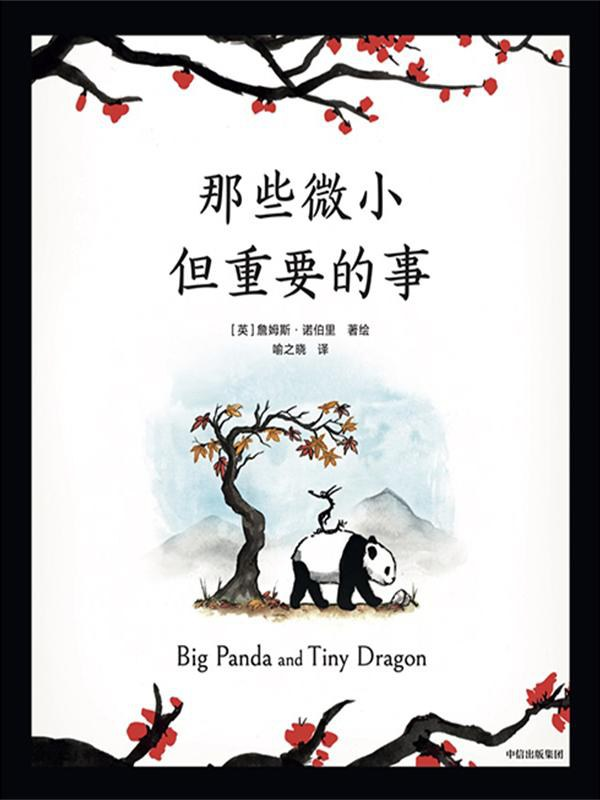 那些微小
但重要的事
[英]詹姆斯·诺伯里 著绘
喻之晓 译
Big Panda and Tiny Dragon
中信出版集团